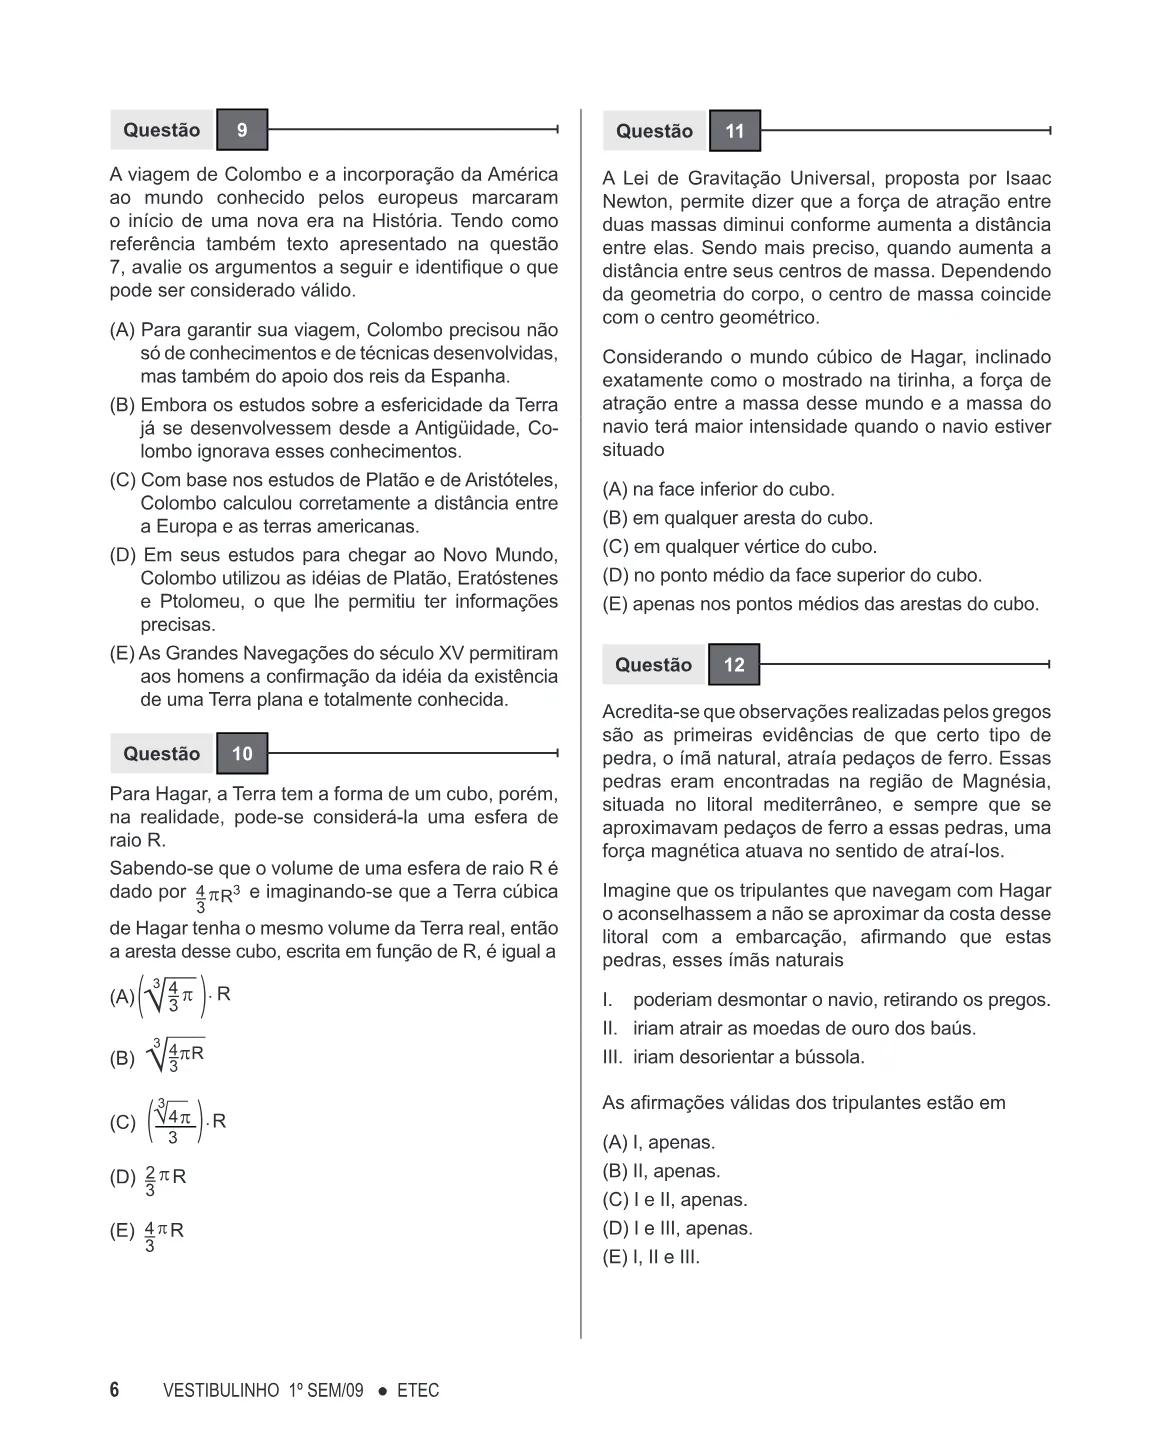 Questão 9
A viagem de Colombo e a incorporação da América
ao mundo conhecido pelos europeus marcaram
o início de uma nova era na História. Tendo como
referência também texto apresentado na questão
7, avalie os argumentos a seguir e identifique o que
pode ser considerado válido.
(A) Para garantir sua viagem, Colombo precisou não
só de conhecimentos e de técnicas desenvolvidas,
mas também do apoio dos reis da Espanha.
(B) Embora os estudos sobre a esfericidade da Terra
já se desenvolvessem desde a Antigüidade, Co-
lombo ignorava esses conhecimentos.
(C) Com base nos estudos de Platão e de Aristóteles,
Colombo calculou corretamente a distância entre
a Europa e as terras americanas.
(D) Em seus estudos para chegar ao Novo Mundo,
Colombo utilizou as idéias de Platão, Eratóstenes
e Ptolomeu, o que lhe permitiu ter informações
precisas.
(E) As Grandes Navegações do século XV permitiram
aos homens a confirmação da idéia da existência
de uma Terra plana e totalmente conhecida.
Questão 10
Para Hagar, a Terra tem a forma de um cubo, porém,
na realidade, pode-se considerá-la uma esfera de
raio R.
Sabendo-se que o volume de uma esfera de raio R é
dado por 4/3 πR³ e imaginando-se que a Terra cúbica
de Hagar tenha o mesmo volume da Terra real, então
a aresta desse cubo, escrita em função de R, é igual a
(A) (∛(4/3 π)) . R
(B) ∛(4/3 πR)
(C) (∛(4π)/3) . R
(D) 2/3 π R
(E) 4/3 π R
Questão 11
A Lei de Gravitação Universal, proposta por Isaac
Newton, permite dizer que a força de atração entre
duas massas diminui conforme aumenta a distância
entre elas. Sendo mais preciso, quando aumenta a
distância entre seus centros de massa. Dependendo
da geometria do corpo, o centro de massa coincide
com o centro geométrico.
Considerando o mundo cúbico de Hagar, inclinado
exatamente como o mostrado na tirinha, a força de
atração entre a massa desse mundo e a massa do
navio terá maior intensidade quando o navio estiver
situado
(A) na face inferior do cubo.
(B) em qualquer aresta do cubo.
(C) em qualquer vértice do cubo.
(D) no ponto médio da face superior do cubo.
(E) apenas nos pontos médios das arestas do cubo.
Questão 12
Acredita-se que observações realizadas pelos gregos
são as primeiras evidências de que certo tipo de
pedra, o ímã natural, atraía pedaços de ferro. Essas
pedras eram encontradas na região de Magnésia,
situada no litoral mediterrâneo, e sempre que se
aproximavam pedaços de ferro a essas pedras, uma
força magnética atuava no sentido de atraí-los.
Imagine que os tripulantes que navegam com Hagar
o aconselhassem a não se aproximar da costa desse
litoral com a embarcação, afirmando que estas
pedras, esses ímãs naturais
I. poderiam desmontar o navio, retirando os pregos.
II. iriam atrair as moedas de ouro dos baús.
III. iriam desorientar a bússola.
As afirmações válidas dos tripulantes estão em
(A) I, apenas.
(B) II, apenas.
(C) I e II, apenas.
(D) I e III, apenas.
(E) I, II e III.
6 VESTIBULINHO 1º SEM/09 • ETEC